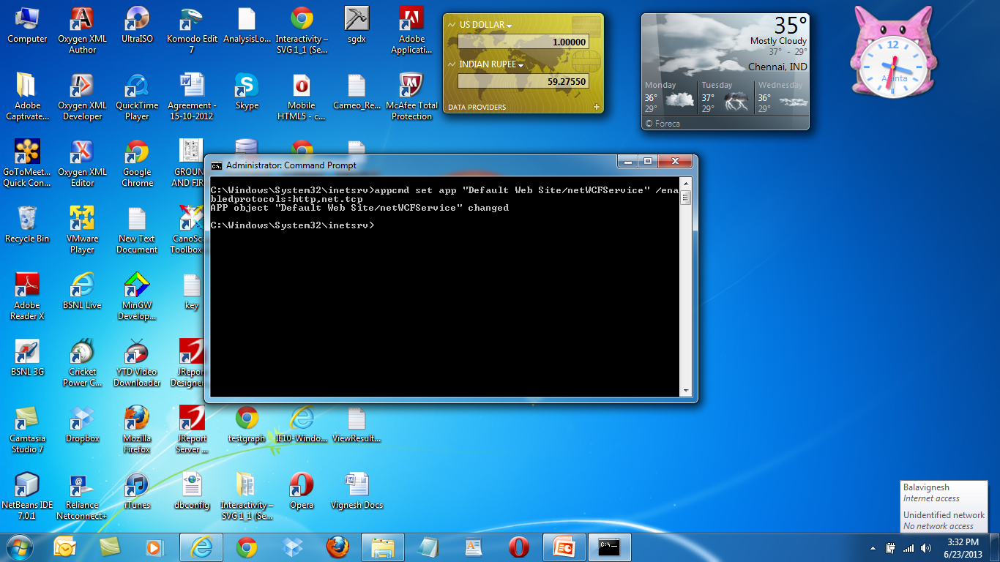 Computer
Oxygen XML Author
UltraISO
Komodo Edit 7
AnalysisLo...
Interactivity – SVG 1_1 (Se...
sgdx
Adobe Applicati...
Adobe Captivate...
Oxygen XML Developer
QuickTime Player
Agreement - 15-10-2012
Skype
Mobile HTML5 - c...
Cameo_Re...
McAfee Total Protection
GoToMeet... Quick Con...
Oxygen XML Editor
Google Chrome
GROUN
AND FIR
Recycle Bin
VMware Player
New Text Document
CanoSc
Toolbox
Adobe Reader X
BSNL Live
MinGW Develop...
key
BSNL 3G
Cricket Power C...
YTD Video Downloader
JReport Designer
Camtasia Studio 7
Dropbox
Mozilla Firefox
JReport Server ...
testgraph
IE10-Windo...
ViewResult...
NetBeans IDE 7.0.1
Reliance Netconnect+
iTunes
dbconfig
Interactivity – SVG 1_1 (Se...
Opera
Vignesh Docs
US DOLLAR
1.00000
INDIAN RUPEE
59.27550
DATA PROVIDERS
+
35°
Mostly Cloudy
37° - 29°
Chennai, IND
Monday
36°
29°
Tuesday
37°
29°
Wednesday
36°
29°
© Foreca
12
Ajanta
Administrator: Command Prompt
C:\Windows\System32\inetsrv>appcmd set app "Default Web Site/netWCFService" /ena
bledprotocols:http,net.tcp
APP object "Default Web Site/netWCFService" changed
C:\Windows\System32\inetsrv>
Balavignesh
Internet access
Unidentified network
No network access
3:32 PM
6/23/2013